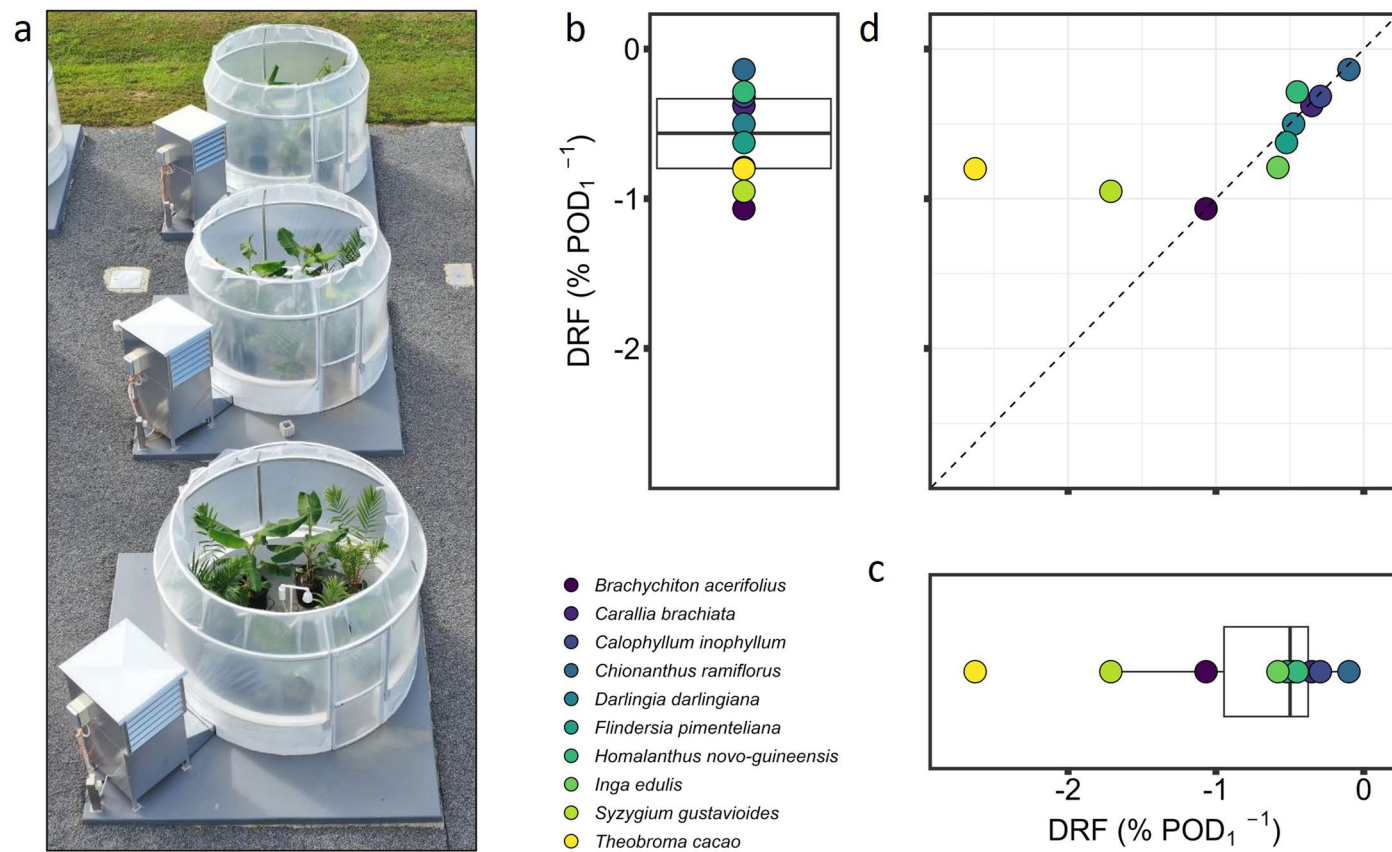 a
b
d
0
-1
-2
DRF (% POD₁ ⁻¹)
Brachychiton acerifolius
Carallia brachiata
Calophyllum inophyllum
Chionanthus ramiflorus
Darlingia darlingiana
Flindersia pimenteliana
Homalanthus novo-guineensis
Inga edulis
Syzygium gustavioides
Theobroma cacao
c
-2 -1 0
DRF (% POD₁ ⁻¹)